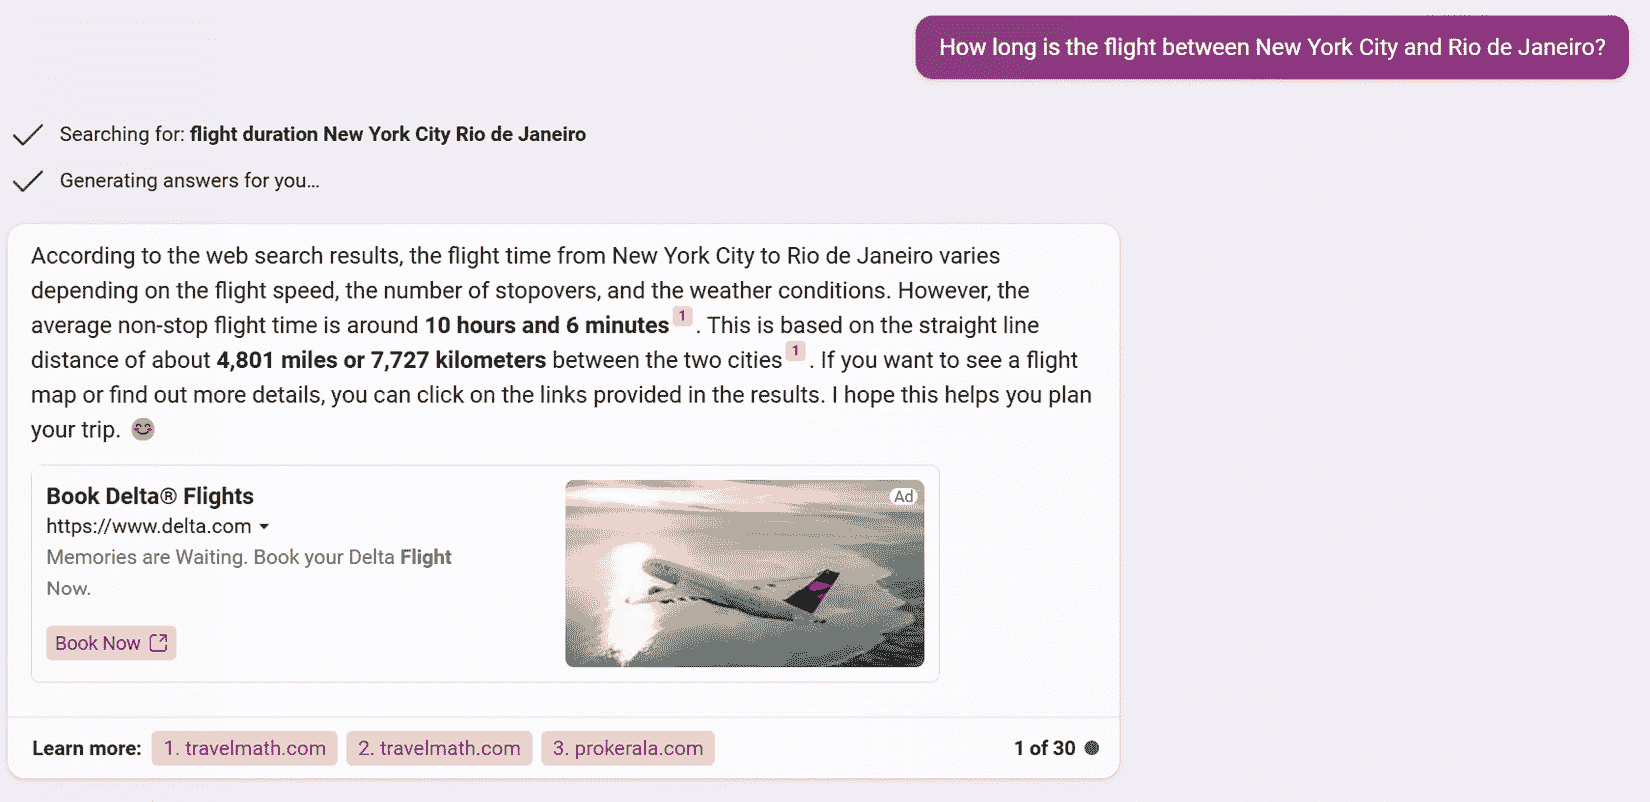 How long is the flight between New York City and Rio de Janeiro?
Searching for: flight duration New York City Rio de Janeiro
Generating answers for you...
According to the web search results, the flight time from New York City to Rio de Janeiro varies
depending on the flight speed, the number of stopovers, and the weather conditions. However, the
average non-stop flight time is around 10 hours and 6 minutes 1 . This is based on the straight line
distance of about 4,801 miles or 7,727 kilometers between the two cities 1 . If you want to see a flight
map or find out more details, you can click on the links provided in the results. I hope this helps you plan
your trip. 😊
Book Delta® Flights
https://www.delta.com
Memories are Waiting. Book your Delta Flight
Now.
Book Now
Ad
Learn more: 1. travelmath.com 2. travelmath.com 3. prokerala.com 1 of 30